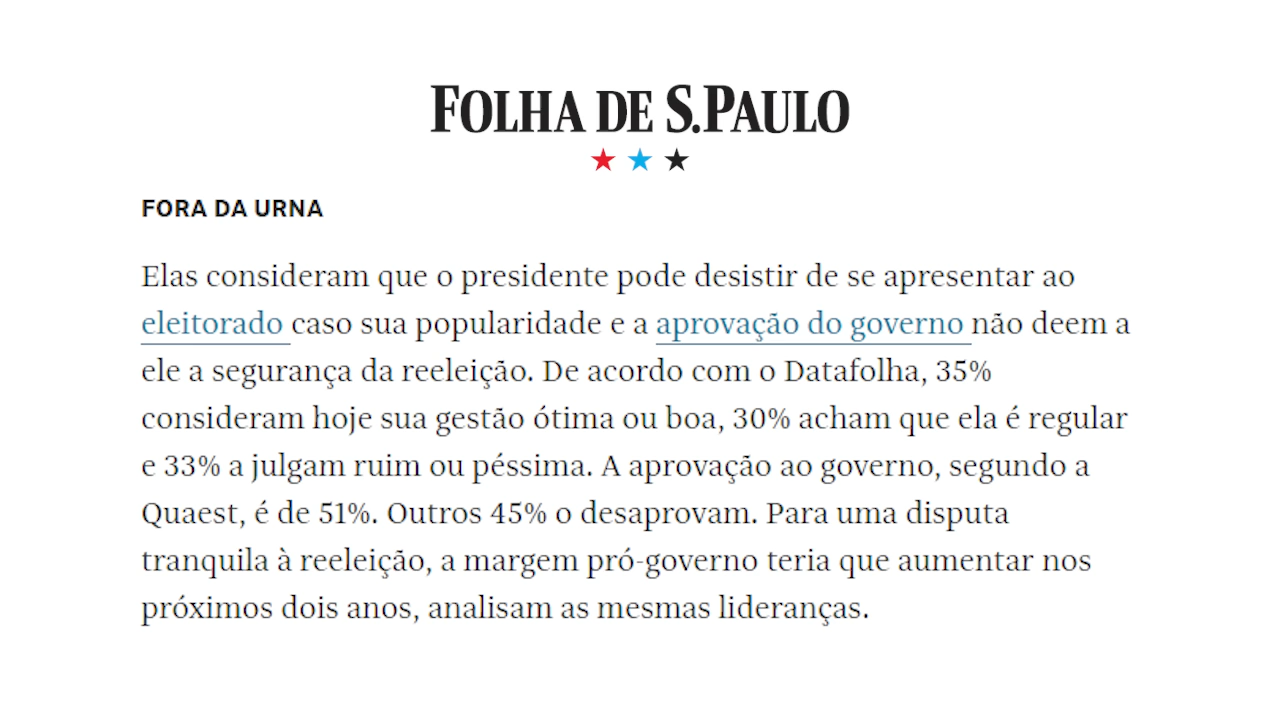 FOLHA DE S.PAULO
FORA DA URNA
Elas consideram que o presidente pode desistir de se apresentar ao
eleitorado caso sua popularidade e a aprovação do governo não deem a
ele a segurança da reeleição. De acordo com o Datafolha, 35%
consideram hoje sua gestão ótima ou boa, 30% acham que ela é regular
e 33% a julgam ruim ou péssima. A aprovação ao governo, segundo a
Quaest, é de 51%. Outros 45% o desaprovam. Para uma disputa
tranquila à reeleição, a margem pró-governo teria que aumentar nos
próximos dois anos, analisam as mesmas lideranças.